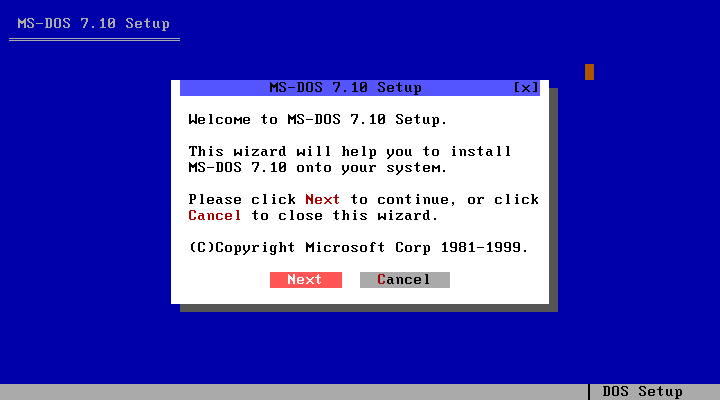 MS-DOS 7.10 Setup
MS-DOS 7.10 Setup [x]
Welcome to MS-DOS 7.10 Setup.
This wizard will help you to install
MS-DOS 7.10 onto your system.
Please click Next to continue, or click
Cancel to close this wizard.
(C)Copyright Microsoft Corp 1981-1999.
Next Cancel
DOS Setup